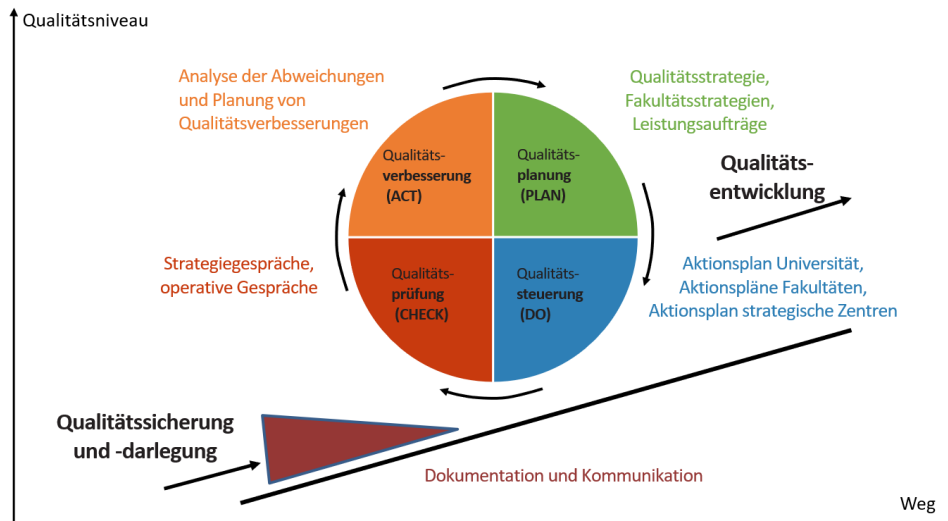 Qualitätsniveau
Analyse der Abweichungen
und Planung von
Qualitätsverbesserungen
Qualitätsstrategie,
Fakultätsstrategien,
Leistungsaufträge
Qualitäts-
verbesserung
(ACT)
Qualitäts-
planung
(PLAN)
Qualitäts-
entwicklung
Strategiegespräche,
operative Gespräche
Qualitäts-
prüfung
(CHECK)
Qualitäts-
steuerung
(DO)
Aktionsplan Universität,
Aktionspläne Fakultäten,
Aktionsplan strategische Zentren
Qualitätssicherung
und -darlegung
Dokumentation und Kommunikation
Weg